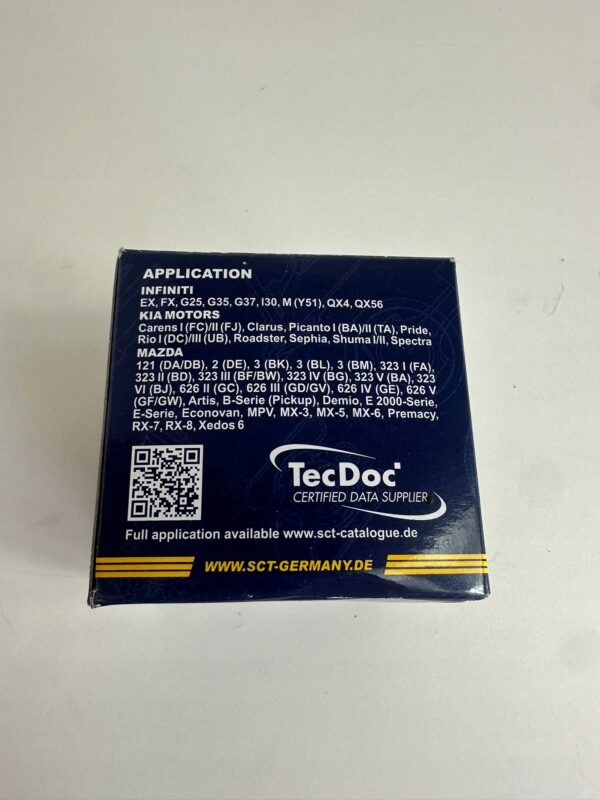 APPLICATION
INFINITI
EX, FX, G25, G35, G37, I30, M (Y51), QX4, QX56
KIA MOTORS
Carens I (FC)/II (FJ), Clarus, Picanto I (BA)/II (TA), Pride,
Rio I (DC)/III (UB), Roadster, Sephia, Shuma I/II, Spectra
MAZDA
121 (DA/DB), 2 (DE), 3 (BK), 3 (BL), 3 (BM), 323 I (FA),
323 II (BD), 323 III (BF/BW), 323 IV (BG), 323 V (BA), 323
VI (BJ), 626 II (GC), 626 III (GD/GV), 626 IV (GE), 626 V
(GF/GW), Artis, B-Serie (Pickup), Demio, E 2000-Serie,
E-Serie, Econovan, MPV, MX-3, MX-5, MX-6, Premacy,
RX-7, RX-8, Xedos 6
TecDoc
CERTIFIED DATA SUPPLIER
Full application available www.sct-catalogue.de
WWW.SCT-GERMANY.DE